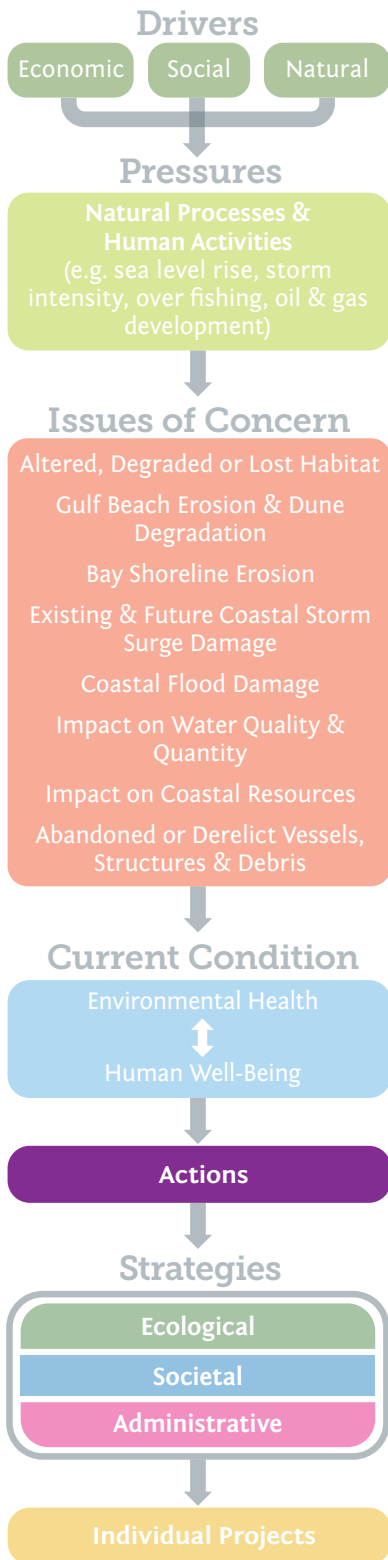 Drivers
Economic
Social
Natural
Pressures
Natural Processes &
Human Activities
(e.g. sea level rise, storm
intensity, over fishing, oil & gas
development)
Issues of Concern
Altered, Degraded or Lost Habitat
Gulf Beach Erosion & Dune
Degradation
Bay Shoreline Erosion
Existing & Future Coastal Storm
Surge Damage
Coastal Flood Damage
Impact on Water Quality &
Quantity
Impact on Coastal Resources
Abandoned or Derelict Vessels,
Structures & Debris
Current Condition
Environmental Health
Human Well-Being
Actions
Strategies
Ecological
Societal
Administrative
Individual Projects